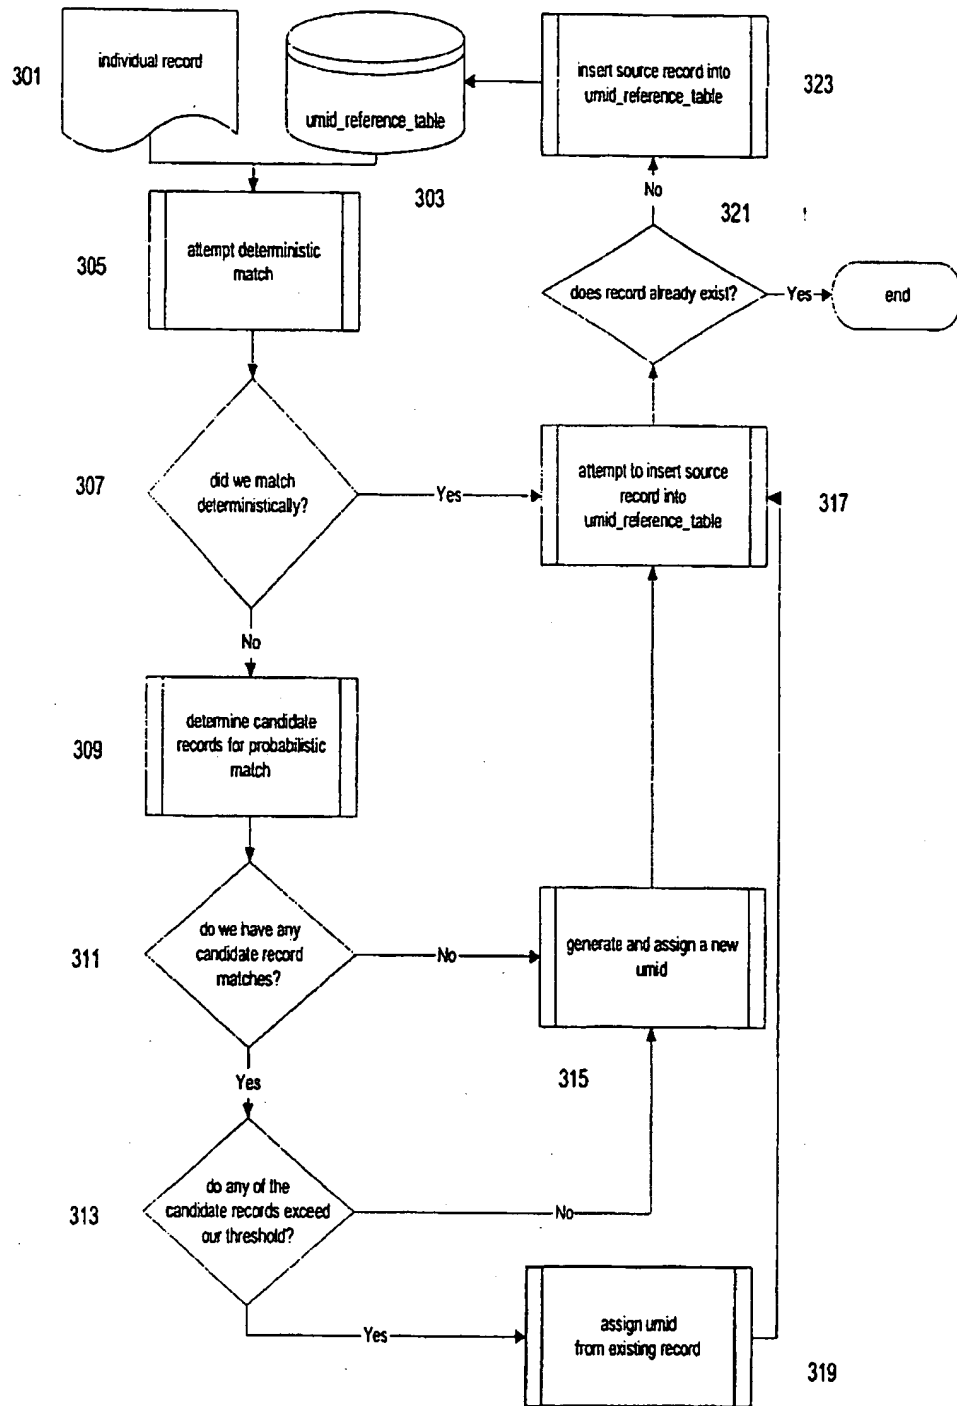 301
individual record
umid_reference_table
303
insert source record into
umid_reference_table
323
305
attempt deterministic
match
No
321
does record already exist?
Yes
end
307
did we match
deterministically?
Yes
attempt to insert source
record into
umid_reference_table
317
No
309
determine candidate
records for probabilistic
match
311
do we have any
candidate record
matches?
No
generate and assign a new
umid
315
Yes
313
do any of the
candidate records exceed
our threshold?
No
Yes
assign umid
from existing record
319